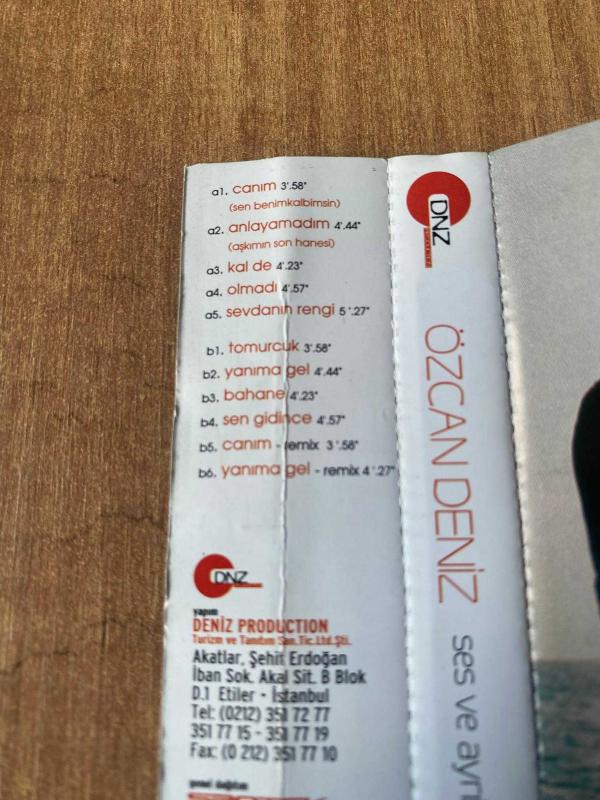 a1. canım 3'.58"
(sen benimkalbimsin)
a2. anlayamadım 4'.44"
(aşkımın son hanesi)
a3. kal de 4'.23"
a4. olmadı 4'.57"
a5. sevdanın rengi 5'.27"
b1. tomurcuk 3'.58"
b2. yanıma gel 4'.44"
b3. bahane 4'.23"
b4. sen gidince 4'.57"
b5. canım - remix 3'.58"
b6. yanıma gel - remix 4'.27"
DNZ
yapım
DENİZ PRODUCTION
Turizm ve Tanıtım San.Tic.Ltd.Şti.
Akatlar, Şehit Erdoğan
İban Sok. Akal Sit. B Blok
D.1 Etiler - İstanbul
Tel: (0212) 351 72 77
351 77 15 - 351 77 19
Fax: (0 212) 351 77 10
genel dağıtım
DNZ
ÖZCAN DENİZ
ses ve